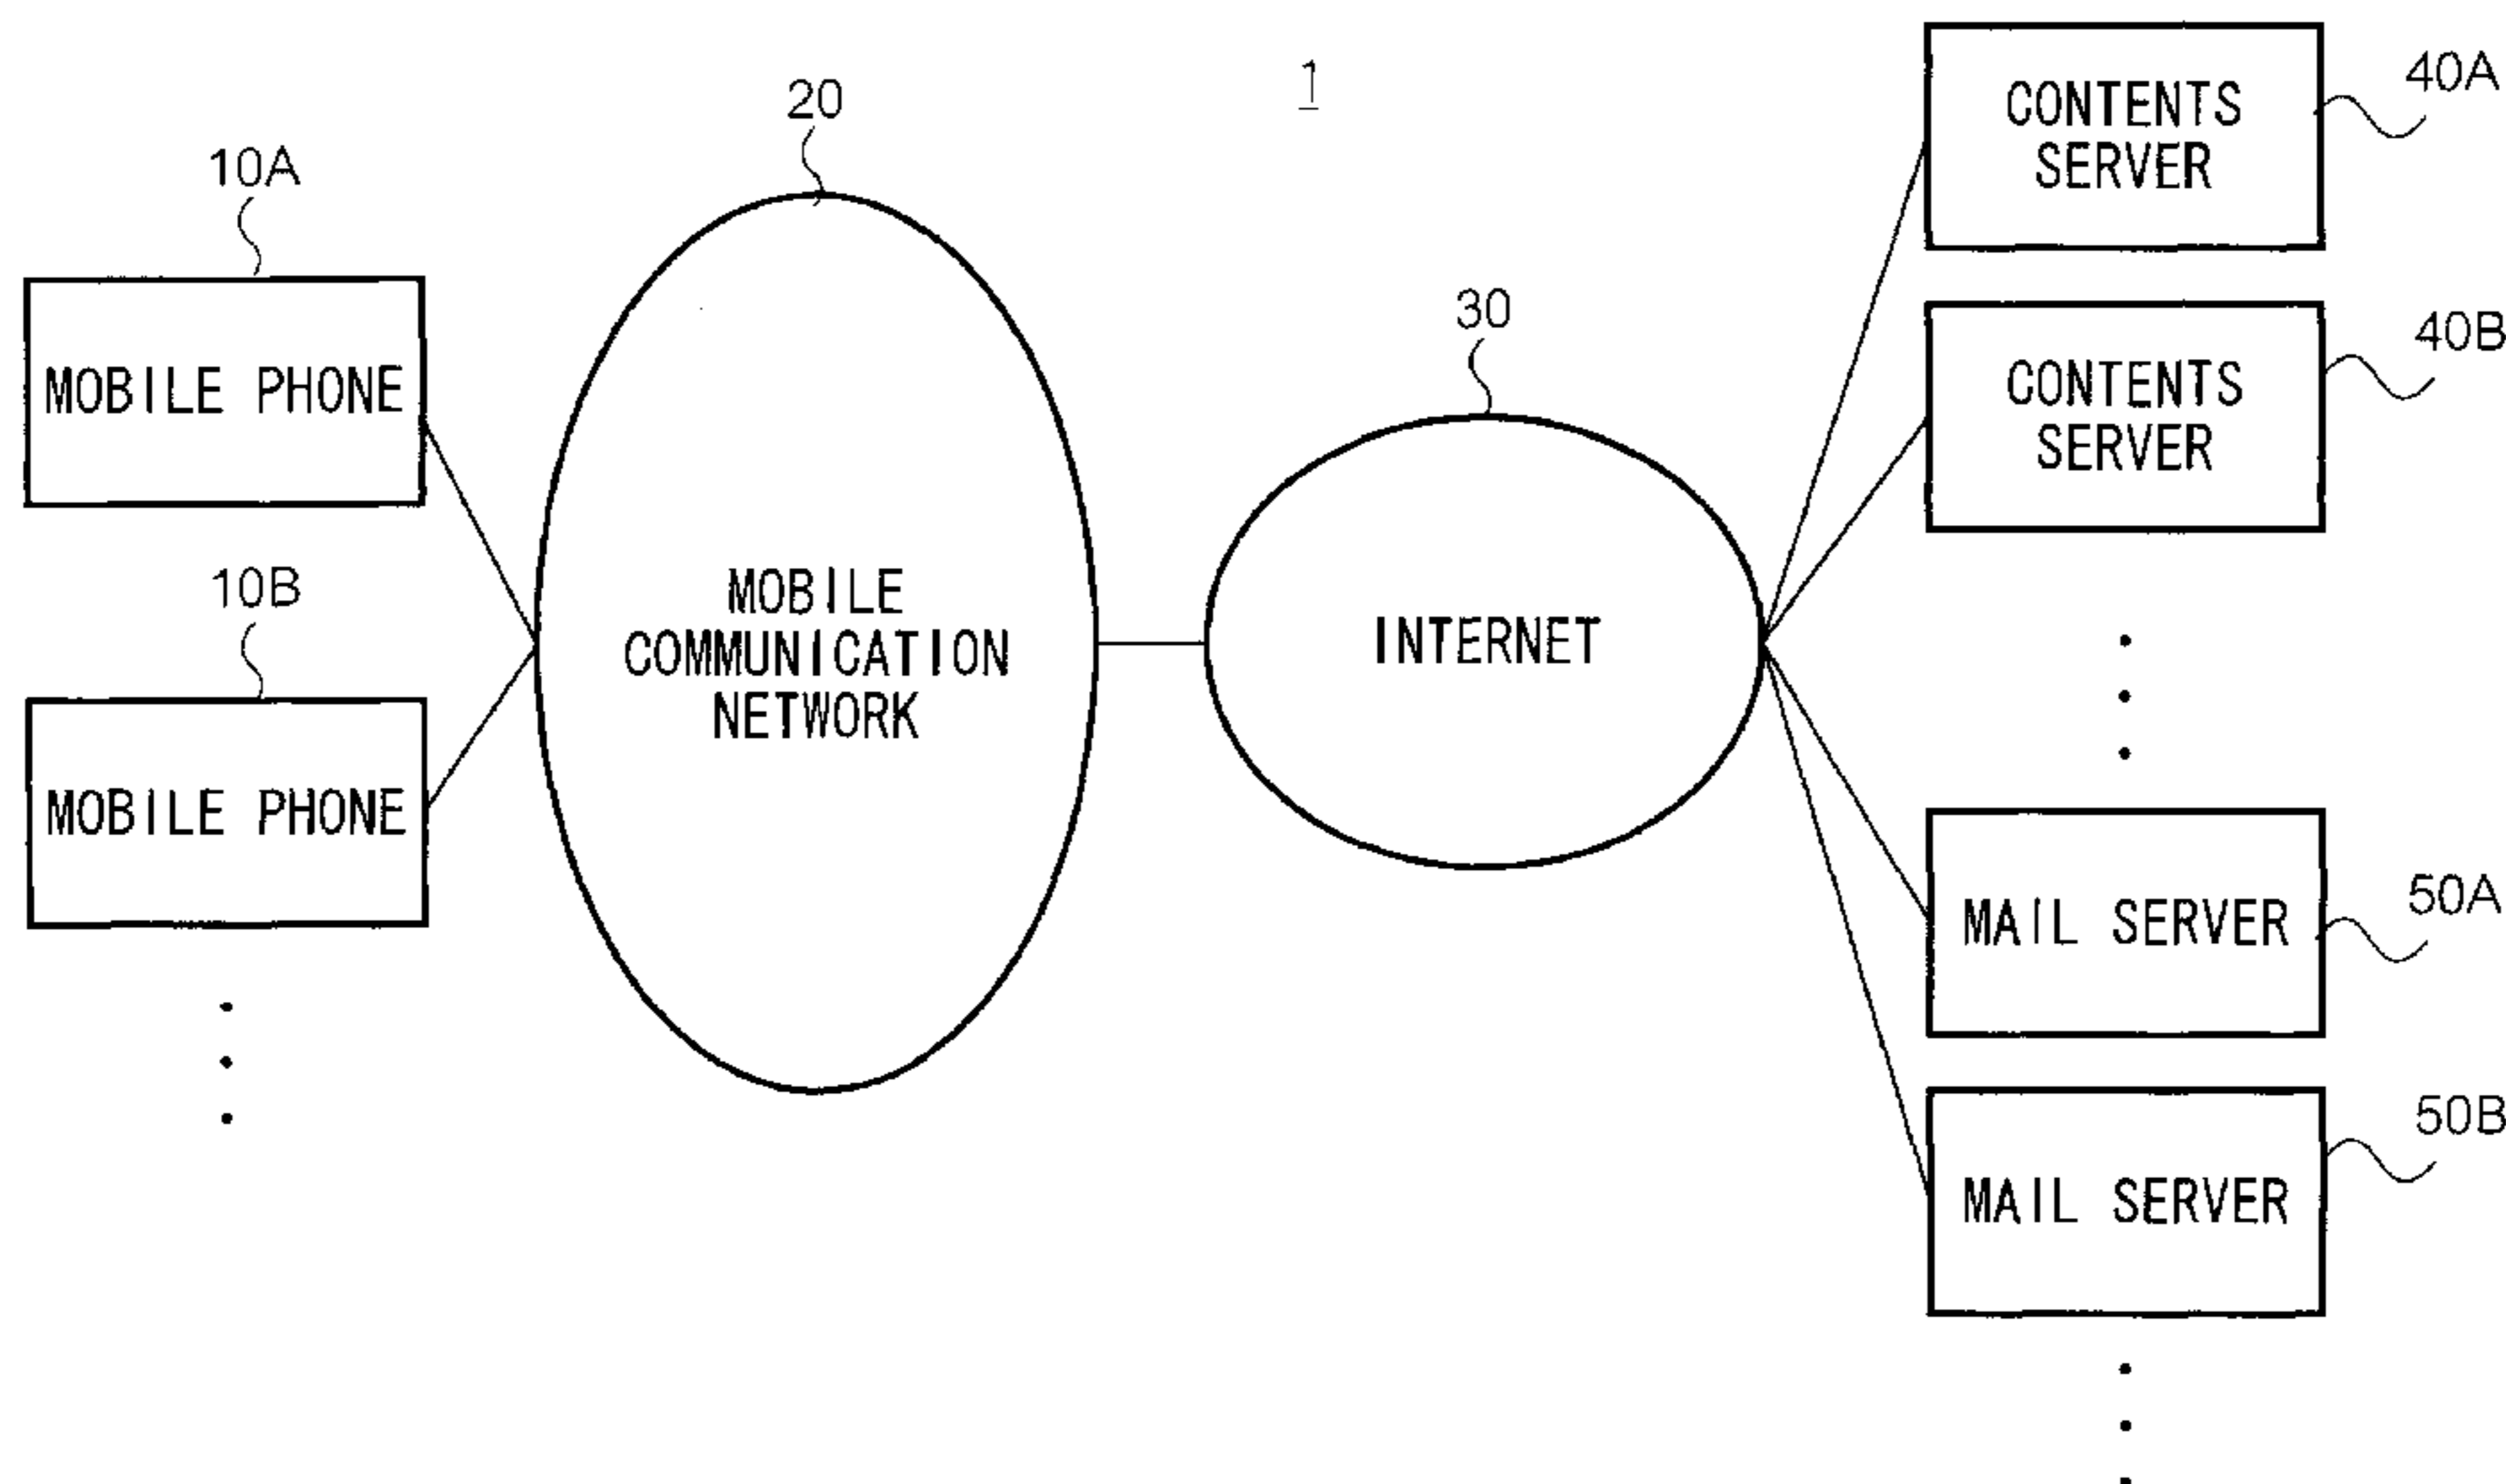 1
20
10A
MOBILE PHONE
10B
MOBILE PHONE
MOBILE
COMMUNICATION
NETWORK
30
INTERNET
40A
CONTENTS
SERVER
40B
CONTENTS
SERVER
50A
MAIL SERVER
50B
MAIL SERVER